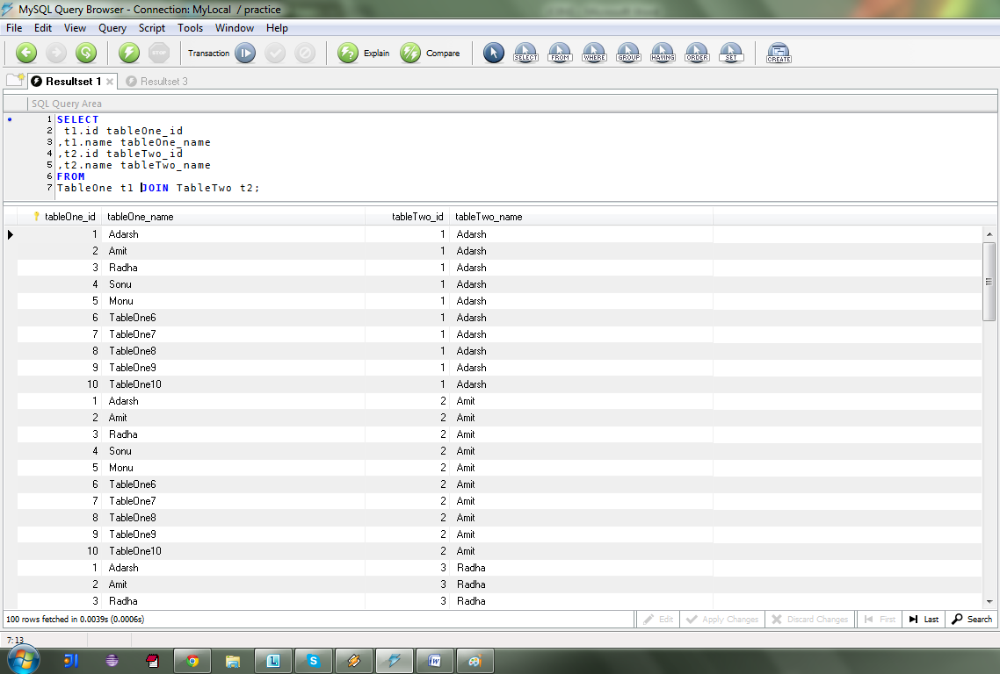 MySQL Query Browser - Connection: MyLocal / practice
File Edit View Query Script Tools Window Help
STOP Transaction Explain Compare SELECT FROM WHERE GROUP HAVING ORDER SET CREATE
Resultset 1 Resultset 3
SQL Query Area
1 SELECT
2 t1.id tableOne_id
3 ,t1.name tableOne_name
4 ,t2.id tableTwo_id
5 ,t2.name tableTwo_name
6 FROM
7 TableOne t1 JOIN TableTwo t2;
tableOne_id tableOne_name tableTwo_id tableTwo_name
1 Adarsh 1 Adarsh
2 Amit 1 Adarsh
3 Radha 1 Adarsh
4 Sonu 1 Adarsh
5 Monu 1 Adarsh
6 TableOne6 1 Adarsh
7 TableOne7 1 Adarsh
8 TableOne8 1 Adarsh
9 TableOne9 1 Adarsh
10 TableOne10 1 Adarsh
1 Adarsh 2 Amit
2 Amit 2 Amit
3 Radha 2 Amit
4 Sonu 2 Amit
5 Monu 2 Amit
6 TableOne6 2 Amit
7 TableOne7 2 Amit
8 TableOne8 2 Amit
9 TableOne9 2 Amit
10 TableOne10 2 Amit
1 Adarsh 3 Radha
2 Amit 3 Radha
3 Radha 3 Radha
100 rows fetched in 0.0039s (0.0006s) Edit Apply Changes Discard Changes First Last Search
7:13